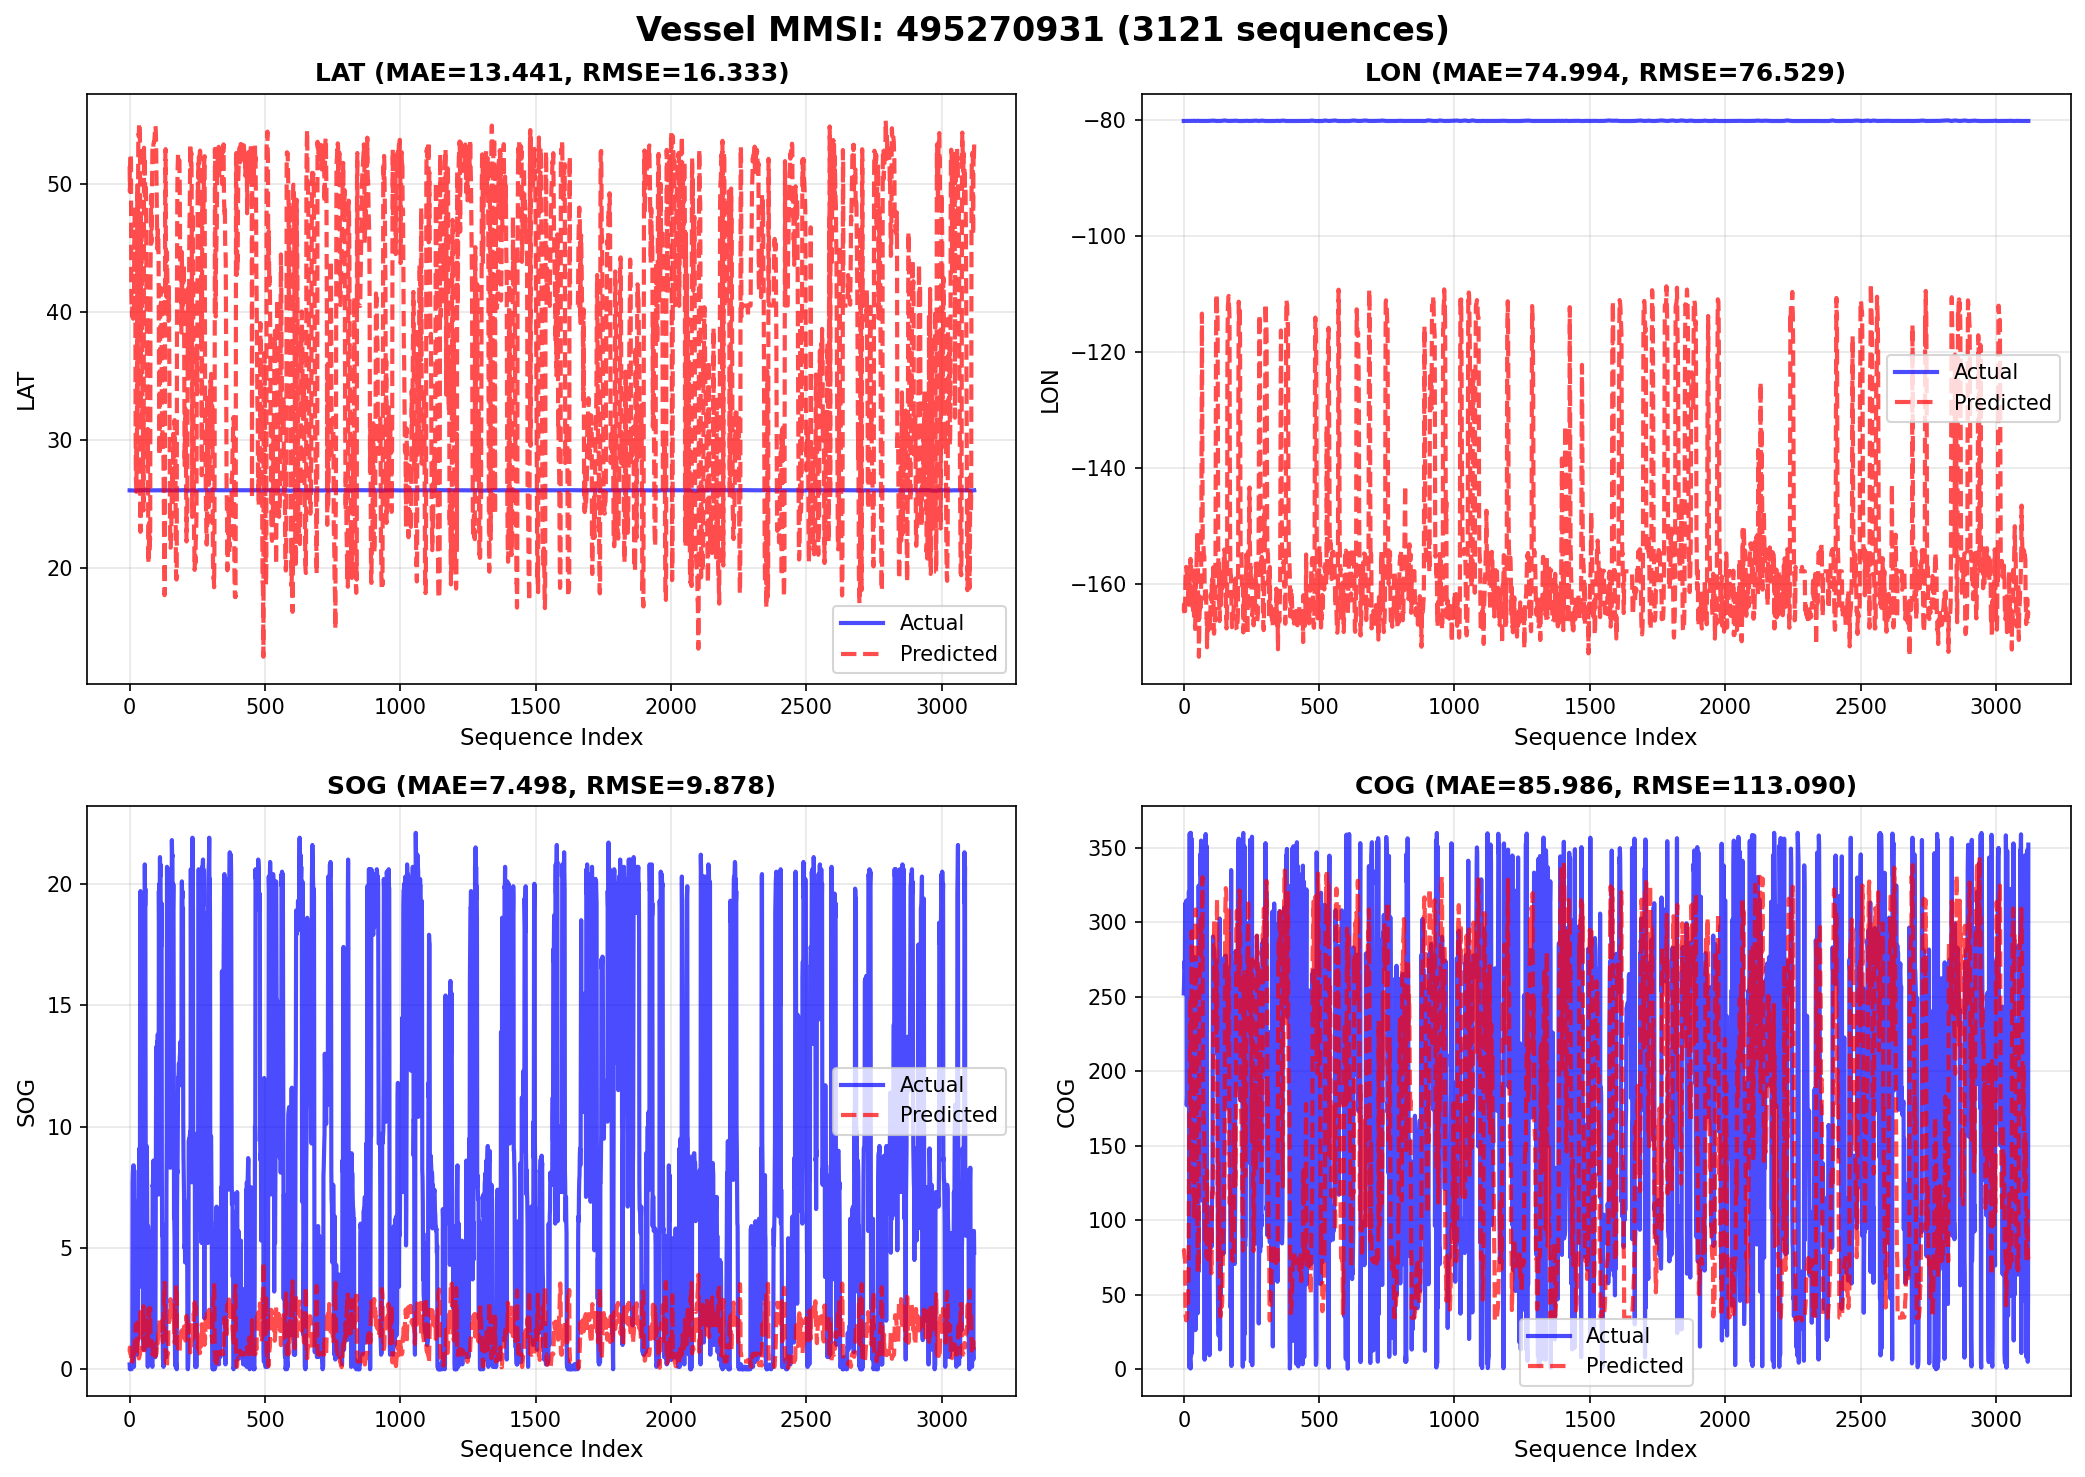 Vessel MMSI: 495270931 (3121 sequences)
LAT (MAE=13.441, RMSE=16.333)
LAT
50
40
30
20
0 500 1000 1500 2000 2500 3000
Sequence Index
Actual
Predicted
LON (MAE=74.994, RMSE=76.529)
LON
−80
−100
−120
−140
−160
0 500 1000 1500 2000 2500 3000
Sequence Index
Actual
Predicted
SOG (MAE=7.498, RMSE=9.878)
SOG
20
15
10
5
0
0 500 1000 1500 2000 2500 3000
Sequence Index
Actual
Predicted
COG (MAE=85.986, RMSE=113.090)
COG
350
300
250
200
150
100
50
0
0 500 1000 1500 2000 2500 3000
Sequence Index
Actual
Predicted